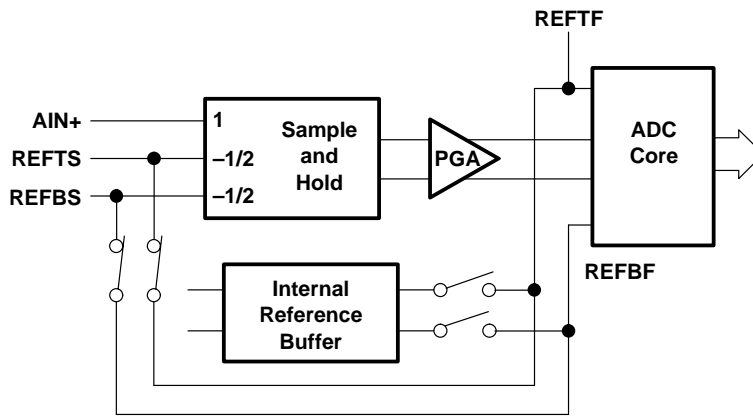 REFTF
AIN+
REFTS
REFBS
1
–1/2
–1/2
Sample
and
Hold
PGA
ADC
Core
REFBF
Internal
Reference
Buffer